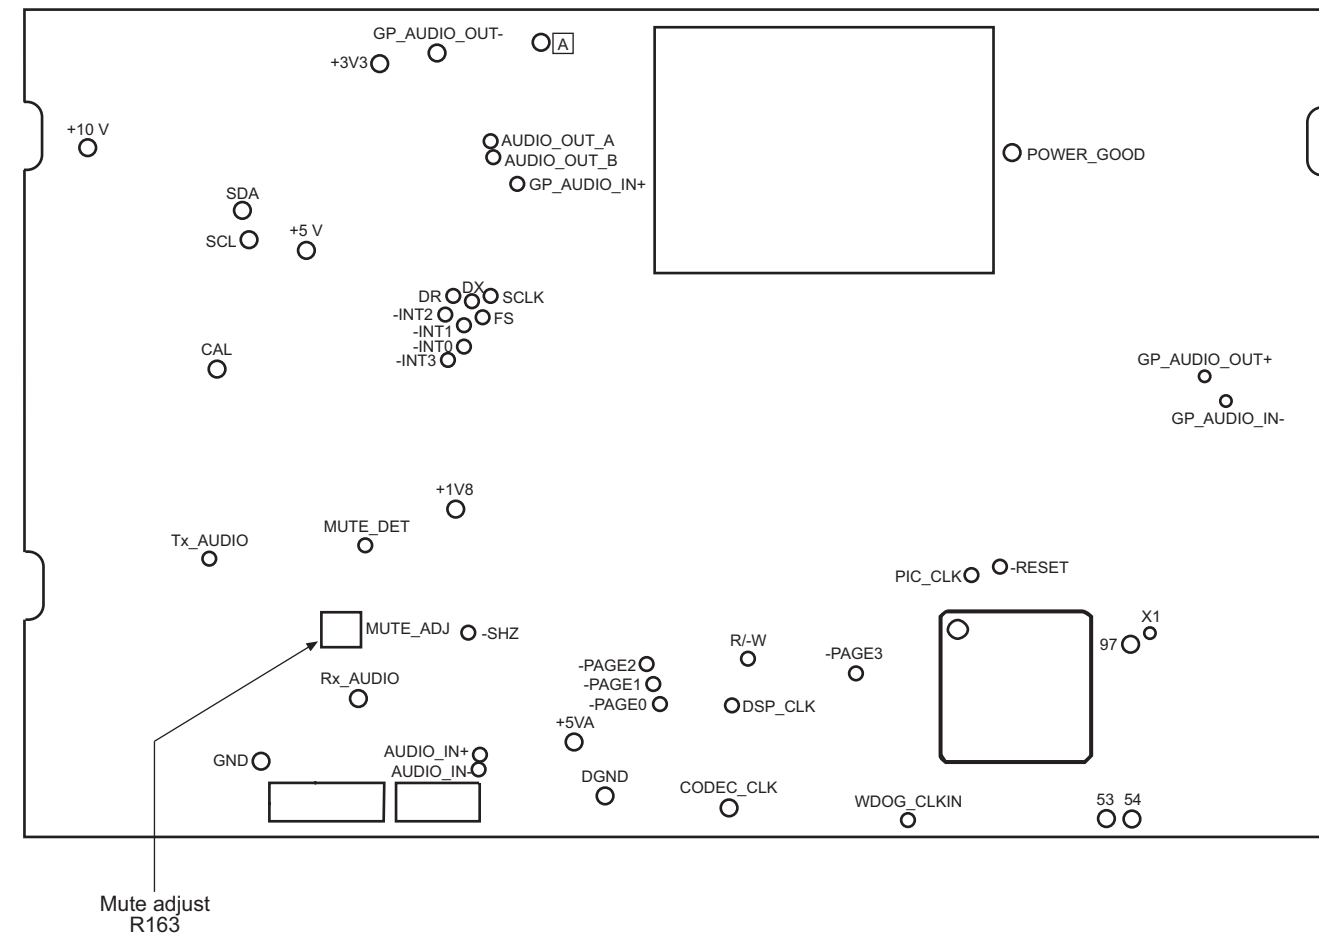 GP_AUDIO_OUT-
A
+3V3
+10 V
AUDIO_OUT_A
AUDIO_OUT_B
POWER_GOOD
GP_AUDIO_IN+
SDA
SCL
+5 V
DX
DR
SCLK
-INT2
FS
-INT1
-INT0
-INT3
CAL
GP_AUDIO_OUT+
GP_AUDIO_IN-
+1V8
MUTE_DET
Tx_AUDIO
PIC_CLK
-RESET
X1
MUTE_ADJ
-SHZ
R/-W
97
-PAGE3
-PAGE2
-PAGE1
-PAGE0
Rx_AUDIO
DSP_CLK
+5VA
AUDIO_IN+
GND
AUDIO_IN-
DGND
CODEC_CLK
WDOG_CLKIN
53
54
Mute adjust
R163